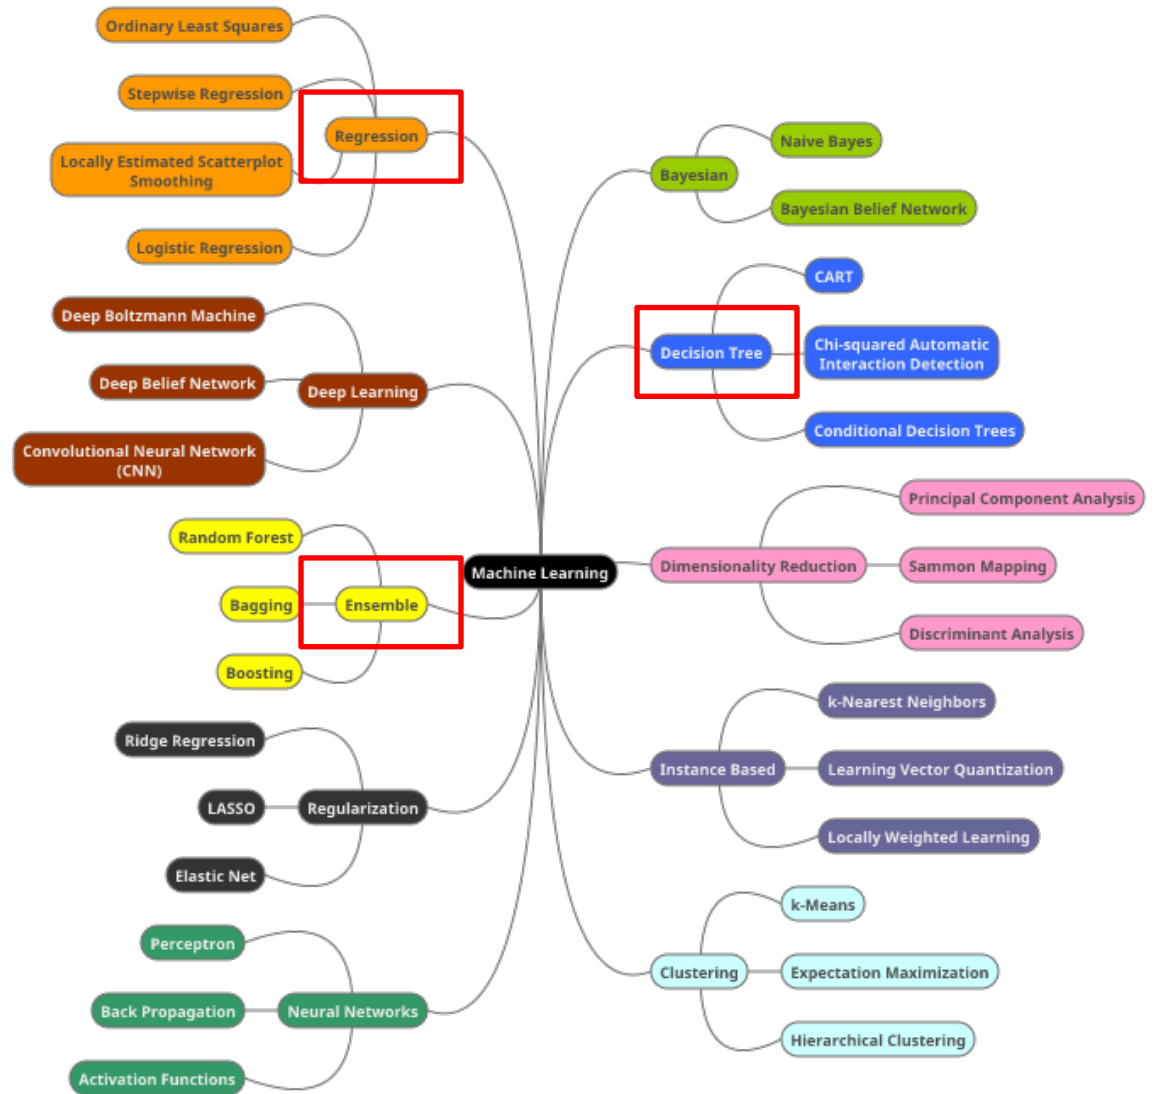 Ordinary Least Squares
Stepwise Regression
Regression
Locally Estimated Scatterplot
Smoothing
Logistic Regression
Deep Boltzmann Machine
Deep Belief Network
Deep Learning
Convolutional Neural Network
(CNN)
Random Forest
Bagging
Ensemble
Boosting
Ridge Regression
LASSO
Regularization
Elastic Net
Perceptron
Back Propagation
Neural Networks
Activation Functions
Machine Learning
Naive Bayes
Bayesian
Bayesian Belief Network
CART
Decision Tree
Chi-squared Automatic
Interaction Detection
Conditional Decision Trees
Principal Component Analysis
Dimensionality Reduction
Sammon Mapping
Discriminant Analysis
k-Nearest Neighbors
Instance Based
Learning Vector Quantization
Locally Weighted Learning
k-Means
Clustering
Expectation Maximization
Hierarchical Clustering